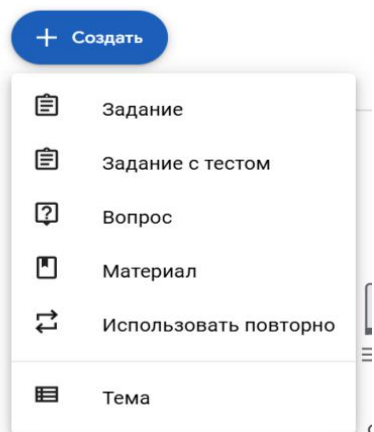 Создать
Задание
Задание с тестом
Вопрос
Материал
Использовать повторно
Тема